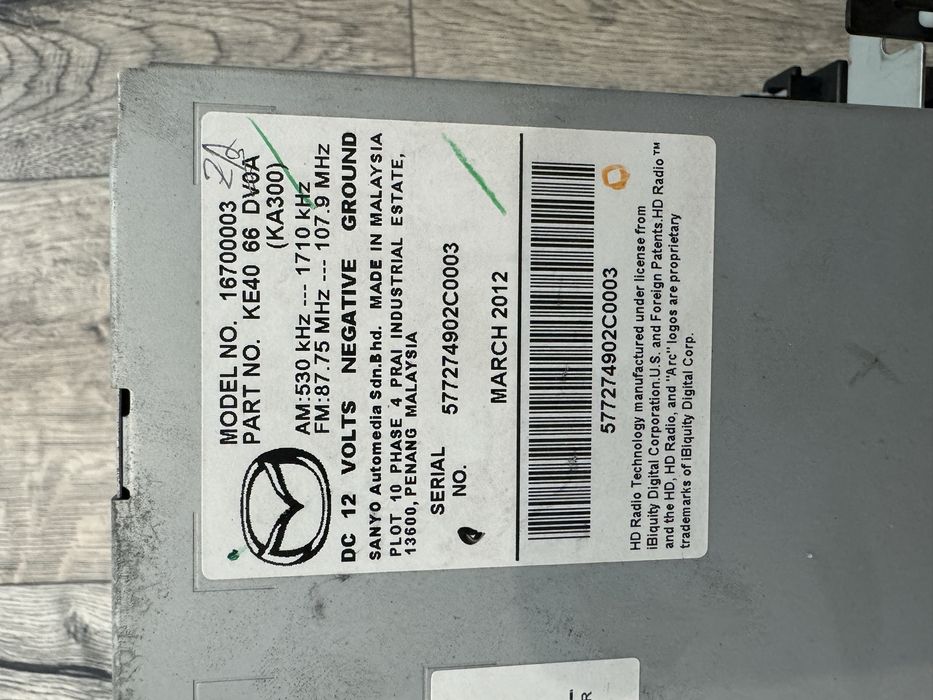 MODEL NO. 16700003
PART NO. KE40 66 DV0A
(KA300)
AM:530 kHz --- 1710 kHz
FM:87.75 MHz --- 107.9 MHz
DC 12 VOLTS NEGATIVE GROUND
SANYO Automedia Sdn.Bhd. MADE IN MALAYSIA
PLOT 10 PHASE 4 PRAI INDUSTRIAL ESTATE,
13600, PENANG MALAYSIA
SERIAL
NO. 577274902C0003
MARCH 2012
577274902C0003
HD Radio Technology manufactured under license from
iBiquity Digital Corporation.U.S. and Foreign Patents.HD Radio™
and the HD, HD Radio, and "Arc" logos are proprietary
trademarks of iBiquity Digital Corp.